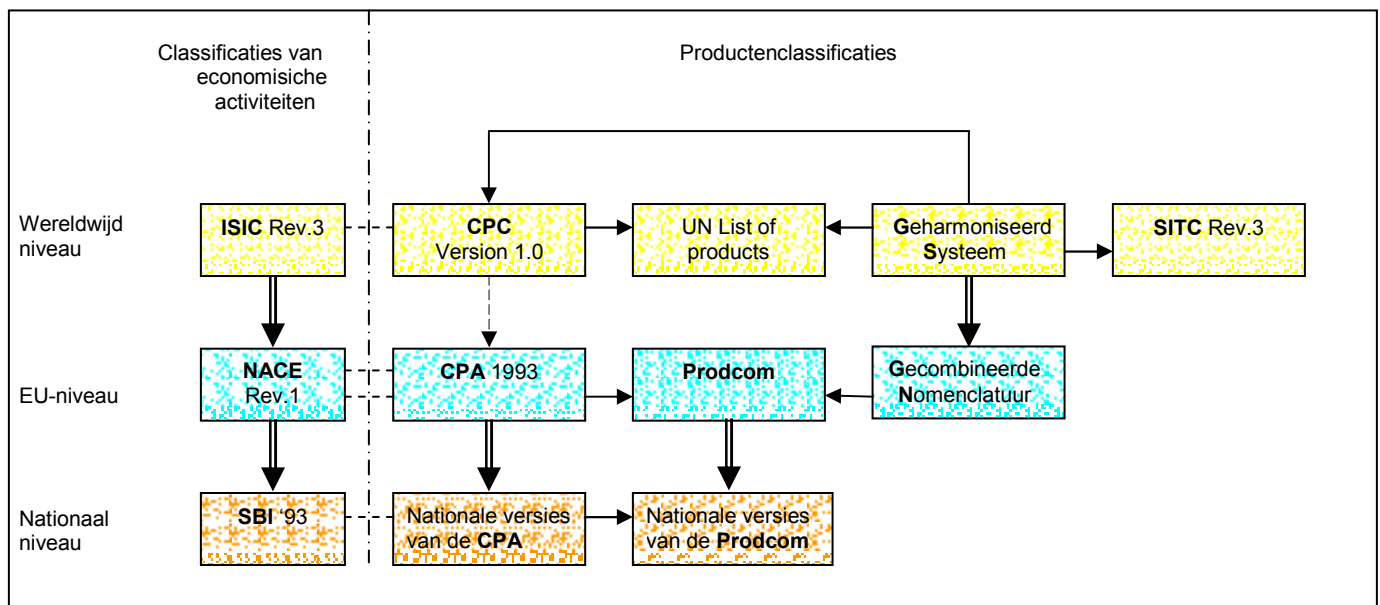 Classificaties van
economisiche
activiteiten
Productenclassificaties
Wereldwijd
niveau
ISIC Rev.3
CPC
Version 1.0
UN List of
products
Geharmoniseerd
Systeem
SITC Rev.3
EU-niveau
NACE
Rev.1
CPA 1993
Prodcom
Gecombineerde
Nomenclatuur
Nationaal
niveau
SBI ‘93
Nationale versies
van de CPA
Nationale versies
van de Prodcom